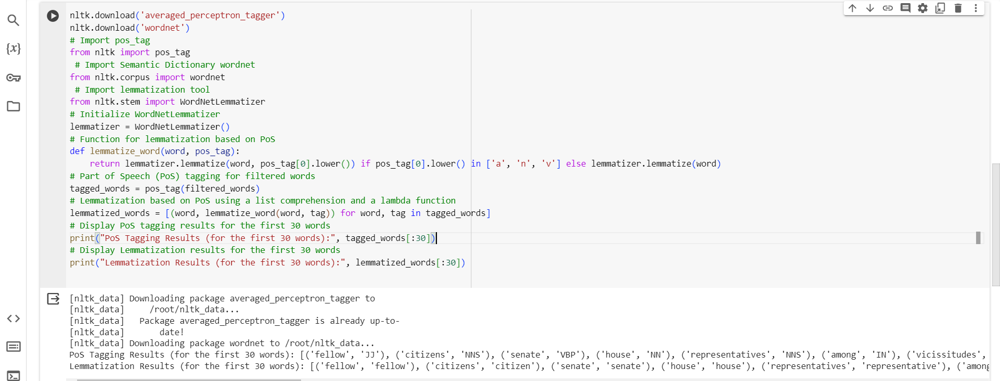 nltk.download('averaged_perceptron_tagger')
nltk.download('wordnet')
# Import pos_tag
from nltk import pos_tag
 # Import Semantic Dictionary wordnet
from nltk.corpus import wordnet
 # Import lemmatization tool
from nltk.stem import WordNetLemmatizer
# Initialize WordNetLemmatizer
lemmatizer = WordNetLemmatizer()
# Function for lemmatization based on PoS
def lemmatize_word(word, pos_tag):
    return lemmatizer.lemmatize(word, pos_tag[0].lower()) if pos_tag[0].lower() in ['a', 'n', 'v'] else lemmatizer.lemmatize(word)
# Part of Speech (PoS) tagging for filtered words
tagged_words = pos_tag(filtered_words)
# Lemmatization based on PoS using a list comprehension and a lambda function
lemmatized_words = [(word, lemmatize_word(word, tag)) for word, tag in tagged_words]
# Display PoS tagging results for the first 30 words
print("PoS Tagging Results (for the first 30 words):", tagged_words[:30])
# Display Lemmatization results for the first 30 words
print("Lemmatization Results (for the first 30 words):", lemmatized_words[:30])
[nltk_data] Downloading package averaged_perceptron_tagger to
[nltk_data]     /root/nltk_data...
[nltk_data]   Package averaged_perceptron_tagger is already up-to-
[nltk_data]       date!
[nltk_data] Downloading package wordnet to /root/nltk_data...
PoS Tagging Results (for the first 30 words): [('fellow', 'JJ'), ('citizens', 'NNS'), ('senate', 'VBP'), ('house', 'NN'), ('representatives', 'NNS'), ('among', 'IN'), ('vicissitudes',
Lemmatization Results (for the first 30 words): [('fellow', 'fellow'), ('citizens', 'citizen'), ('senate', 'senate'), ('house', 'house'), ('representatives', 'representative'), ('among